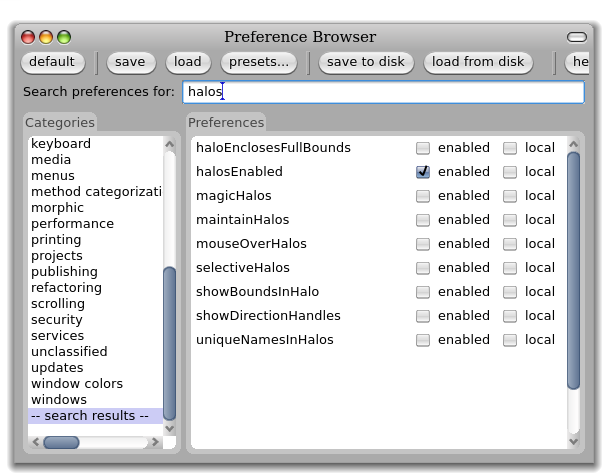 Preference Browser
default save load presets... save to disk load from disk he
Search preferences for: halos
Categories
Preferences
keyboard
media
menus
method categorizati
morphic
performance
printing
projects
publishing
refactoring
scrolling
security
services
unclassified
updates
window colors
windows
-- search results --
haloEnclosesFullBounds enabled local
halosEnabled enabled local
magicHalos enabled local
maintainHalos enabled local
mouseOverHalos enabled local
selectiveHalos enabled local
showBoundsInHalo enabled local
showDirectionHandles enabled local
uniqueNamesInHalos enabled local